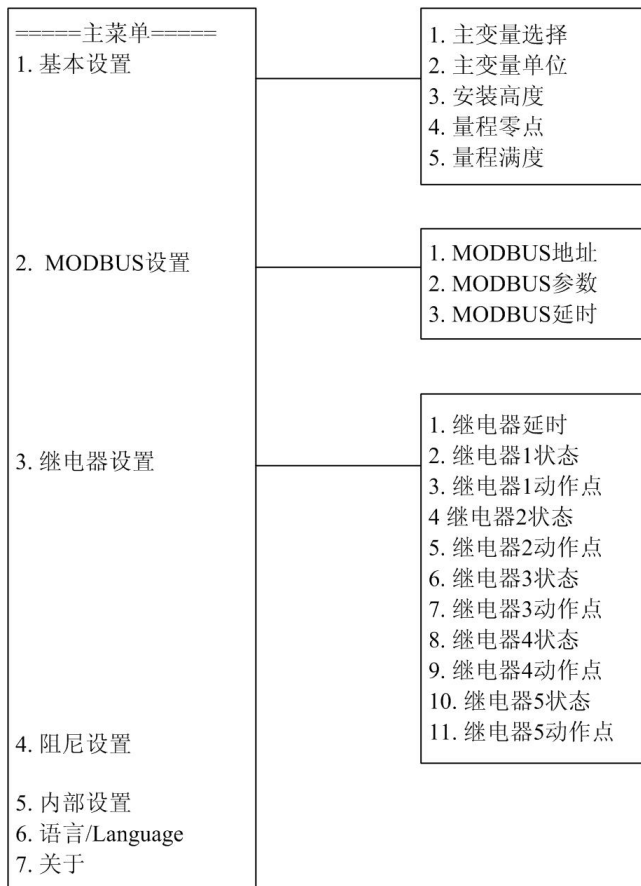 =====主菜单=====
1. 基本设置
1. 主变量选择
2. 主变量单位
3. 安装高度
4. 量程零点
5. 量程满度
2. MODBUS设置
1. MODBUS地址
2. MODBUS参数
3. MODBUS延时
3. 继电器设置
1. 继电器延时
2. 继电器1状态
3. 继电器1动作点
4 继电器2状态
5. 继电器2动作点
6. 继电器3状态
7. 继电器3动作点
8. 继电器4状态
9. 继电器4动作点
10. 继电器5状态
11. 继电器5动作点
4. 阻尼设置
5. 内部设置
6. 语言/Language
7. 关于